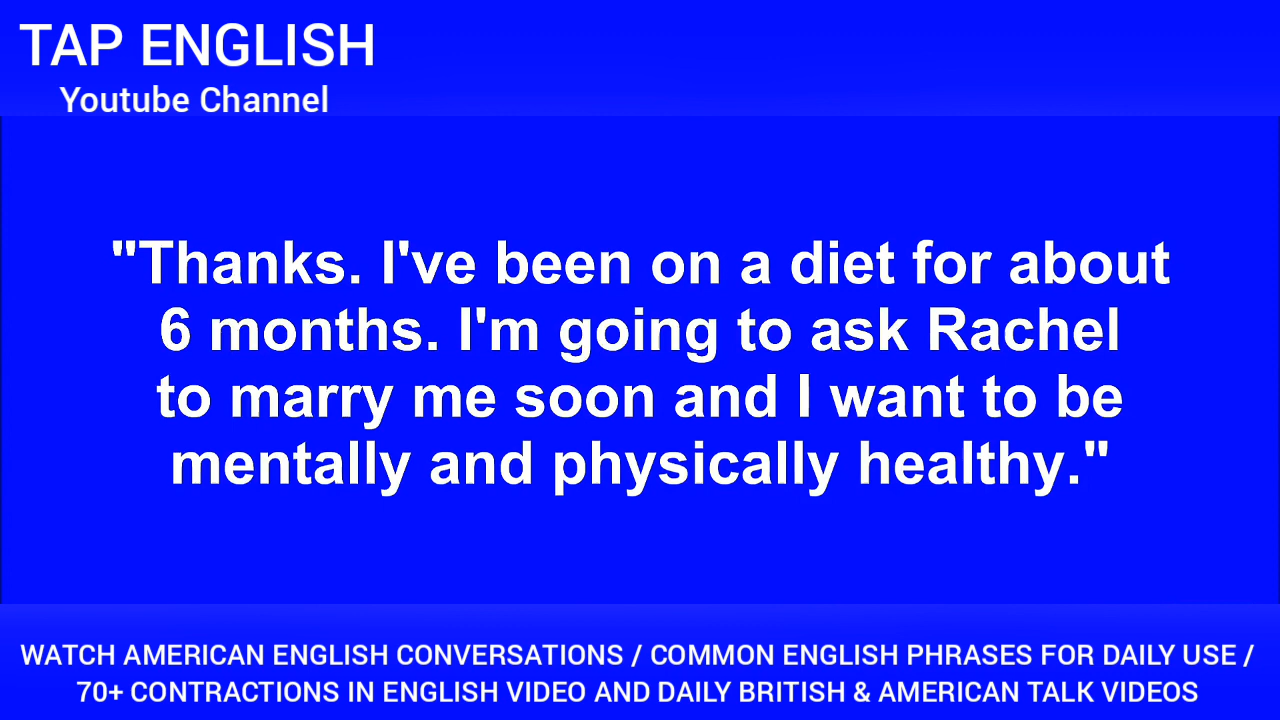 TAP ENGLISH
Youtube Channel
"Thanks. I've been on a diet for about
6 months. I'm going to ask Rachel
to marry me soon and I want to be
mentally and physically healthy."
WATCH AMERICAN ENGLISH CONVERSATIONS / COMMON ENGLISH PHRASES FOR DAILY USE /
70+ CONTRACTIONS IN ENGLISH VIDEO AND DAILY BRITISH & AMERICAN TALK VIDEOS